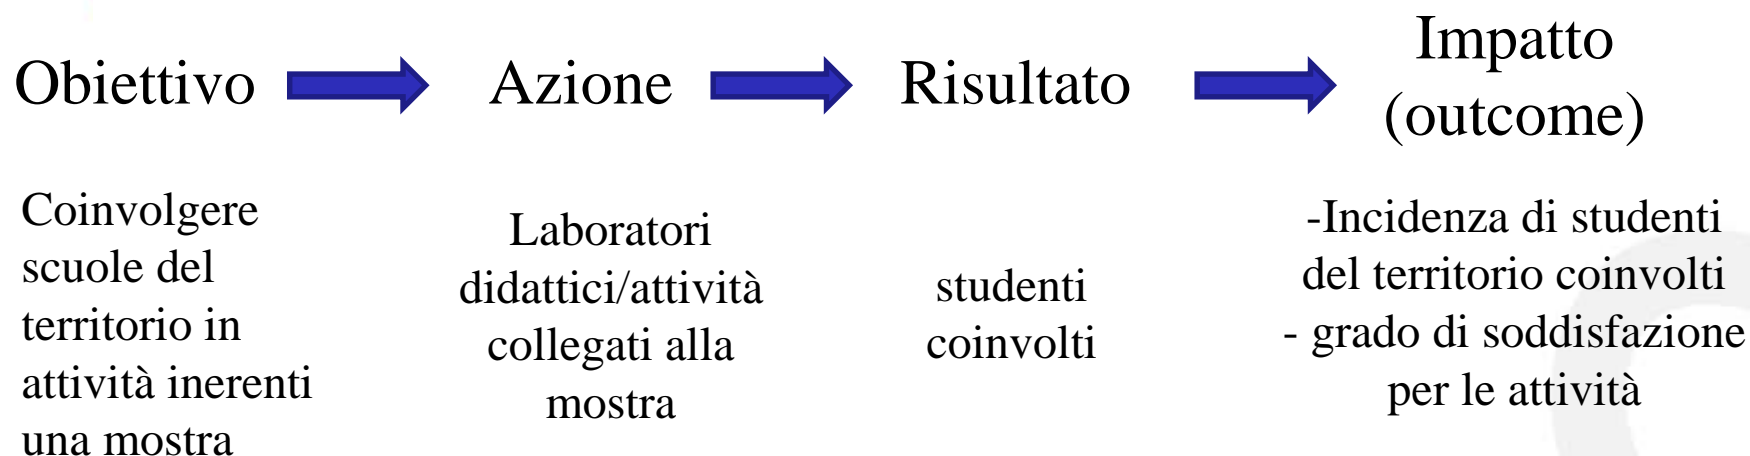 Obiettivo
Azione
Risultato
Impatto
(outcome)
Coinvolgere
scuole del
territorio in
attività inerenti
una mostra
Laboratori
didattici/attività
collegati alla
mostra
studenti
coinvolti
-Incidenza di studenti
del territorio coinvolti
- grado di soddisfazione
per le attività